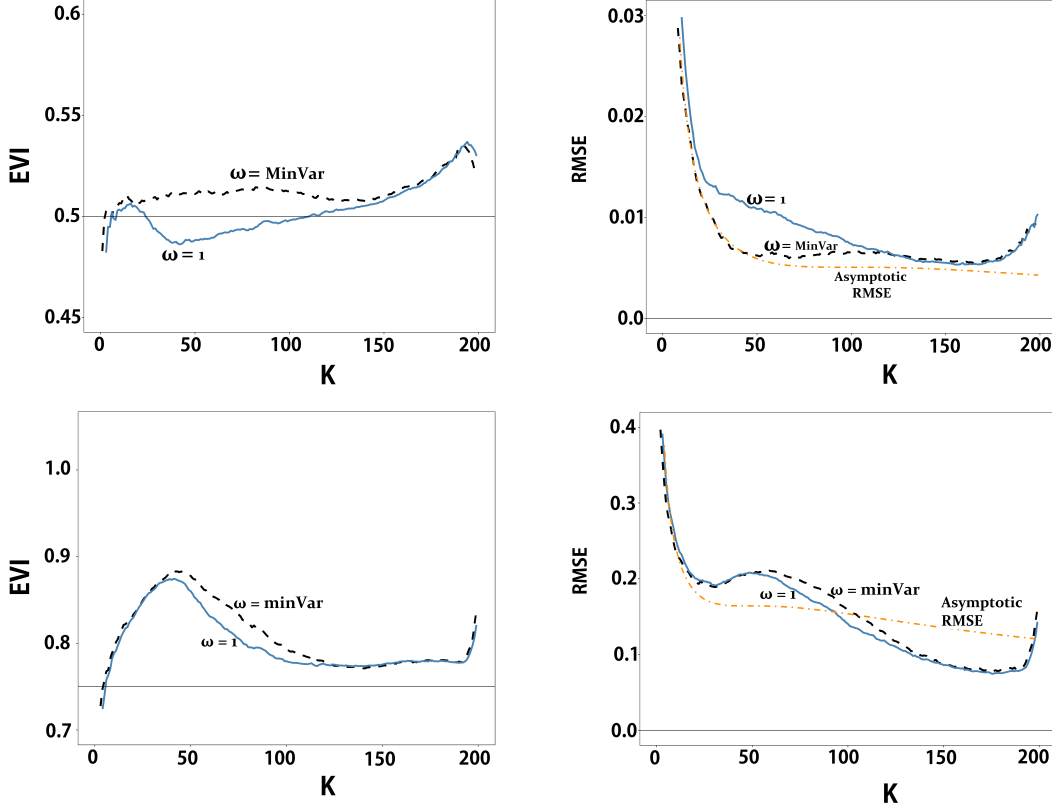 0.6
0.55
0.5
0.45
EVI
ω = MinVar
ω = 1
0
50
100
150
200
K
0.03
0.02
0.01
0.0
RMSE
ω = 1
ω = MinVar
Asymptotic
RMSE
0
50
100
150
200
K
1.0
0.9
0.8
0.7
EVI
ω = minVar
ω = 1
0
50
100
150
200
K
0.4
0.3
0.2
0.1
0.0
RMSE
ω = 1
ω = minVar
Asymptotic
RMSE
0
50
100
150
200
K